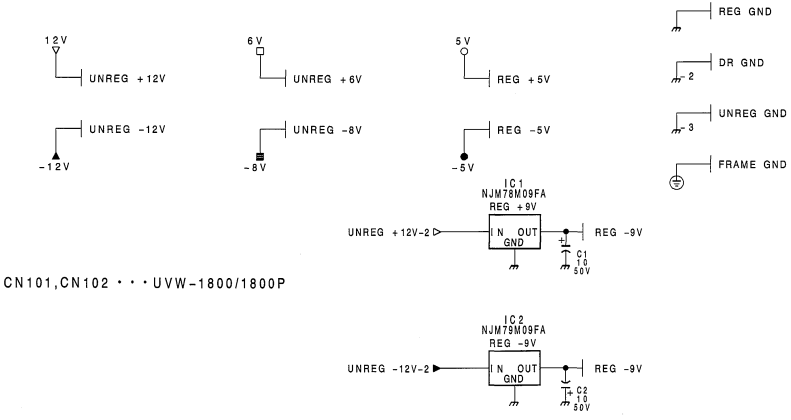 12V
UNREG +12V
6V
UNREG +6V
5V
REG +5V
REG GND
-2
DR GND
-3
UNREG GND
FRAME GND
UNREG -12V
-12V
UNREG -8V
-8V
REG -5V
-5V
IC1
NJM78M09FA
REG +9V
UNREG +12V-2
IN OUT
GND
REG -9V
+
C1
10
50V
CN101,CN102 ・・・UVW-1800/1800P
IC2
NJM79M09FA
REG -9V
UNREG -12V-2
IN OUT
GND
REG -9V
+
C2
10
50V